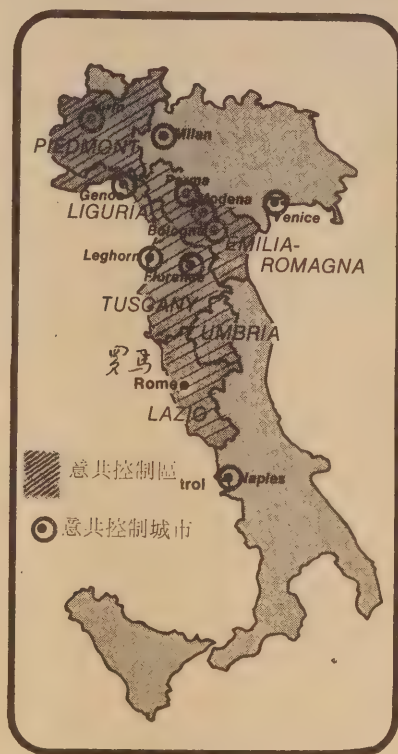 Turin
PIEDMONT
Milan
Genoa
LIGURIA
Parma
Modena
Bologna
Venice
EMILIA-
ROMAGNA
Leghorn
Florence
TUSCANY
UMBRIA
罗馬
Rome
LAZIO
意共控制區
trol
Naples
意共控制城市